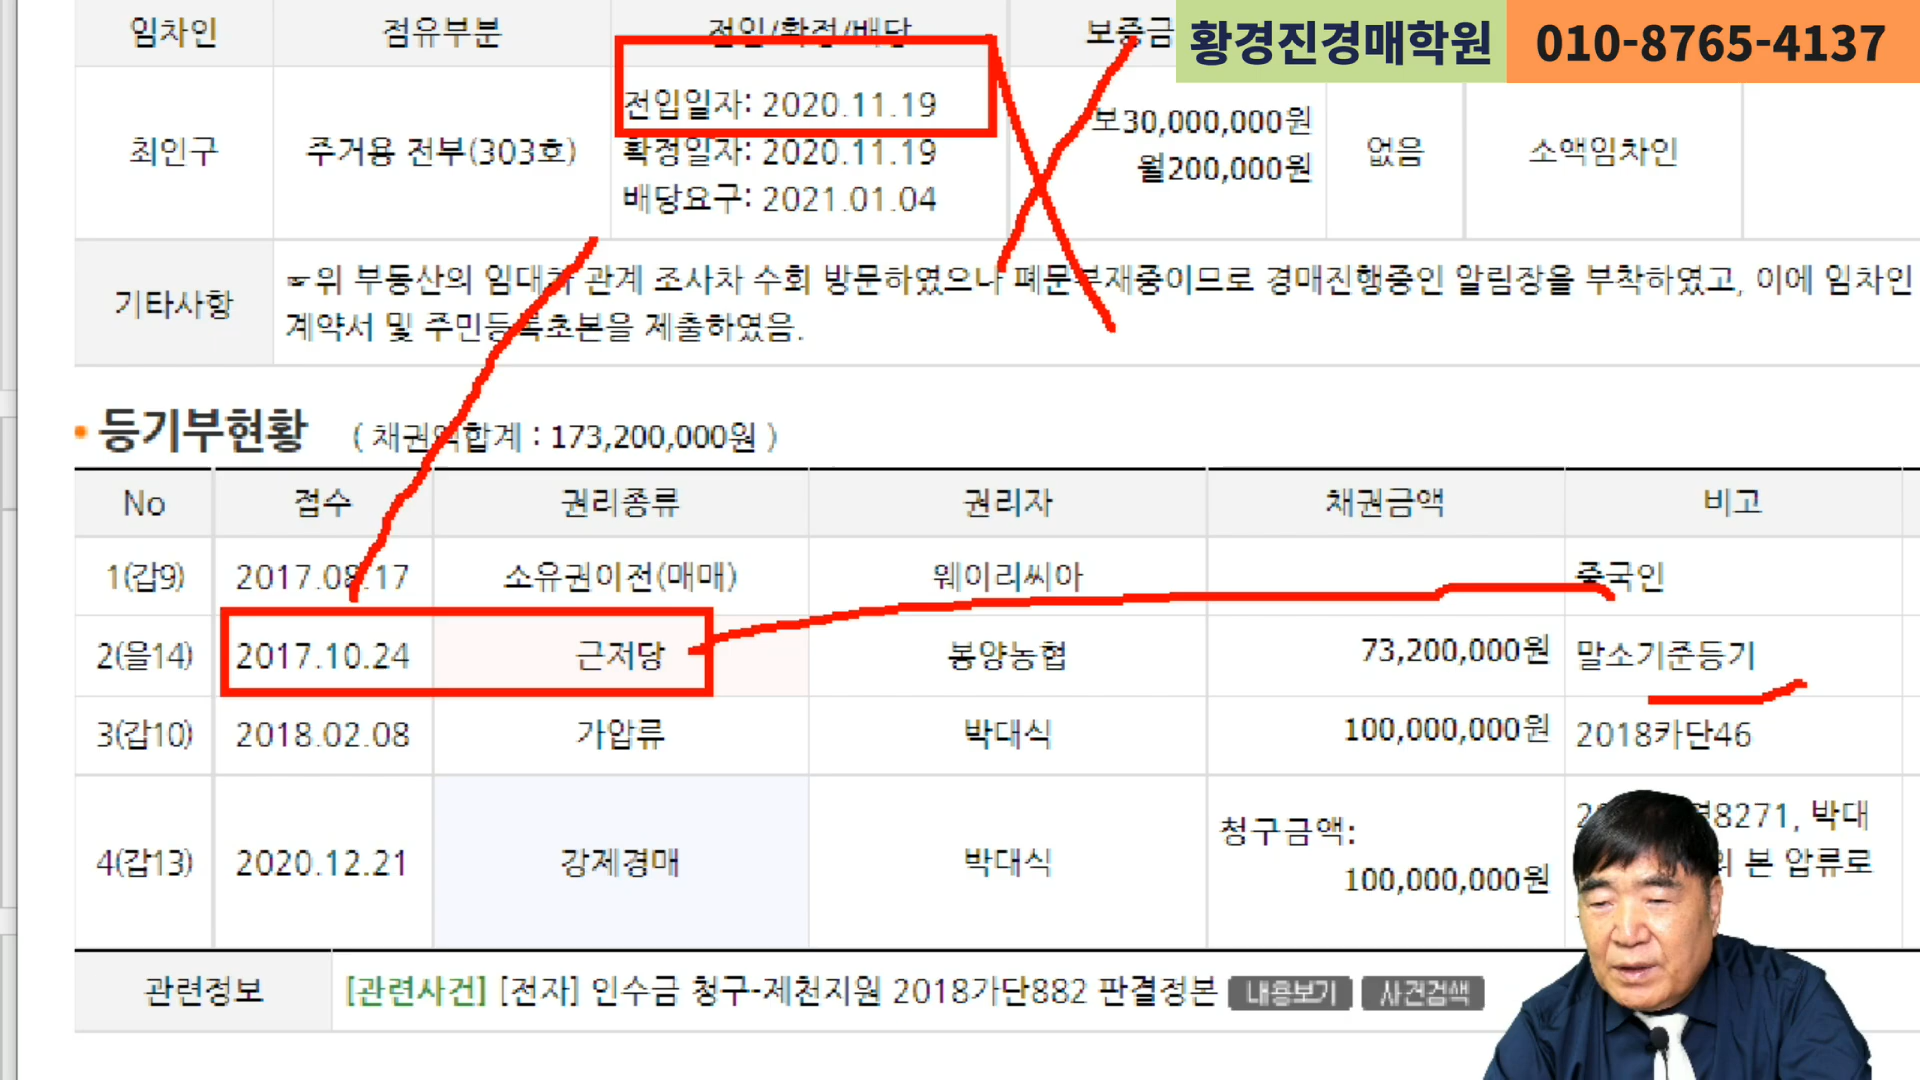 임차인 점유부분 전입/확정/배당 보증금
황경진경매학원 010-8765-4137
최인구 주거용 전부(303호) 전입일자: 2020.11.19 보30,000,000원 없음 소액임차인
확정일자: 2020.11.19 월200,000원
배당요구: 2021.01.04
기타사항 ☞위 부동산의 임대차 관계 조사차 수회 방문하였으나 폐문부재중이므로 경매진행중인 알림장을 부착하였고, 이에 임차인
계약서 및 주민등록초본을 제출하였음.
• 등기부현황 ( 채권액합계 : 173,200,000원 )
No 접수 권리종류 권리자 채권금액 비고
1(갑9) 2017.08.17 소유권이전(매매) 웨이리씨아 중국인
2(을14) 2017.10.24 근저당 봉양농협 73,200,000원 말소기준등기
3(갑10) 2018.02.08 가압류 박대식 100,000,000원 2018카단46
4(갑13) 2020.12.21 강제경매 박대식 청구금액:
100,000,000원
8271, 박대
본 압류로
관련정보 [관련사건] [전자] 인수금 청구-제천지원 2018가단882 판결정본 내용보기 사건검색